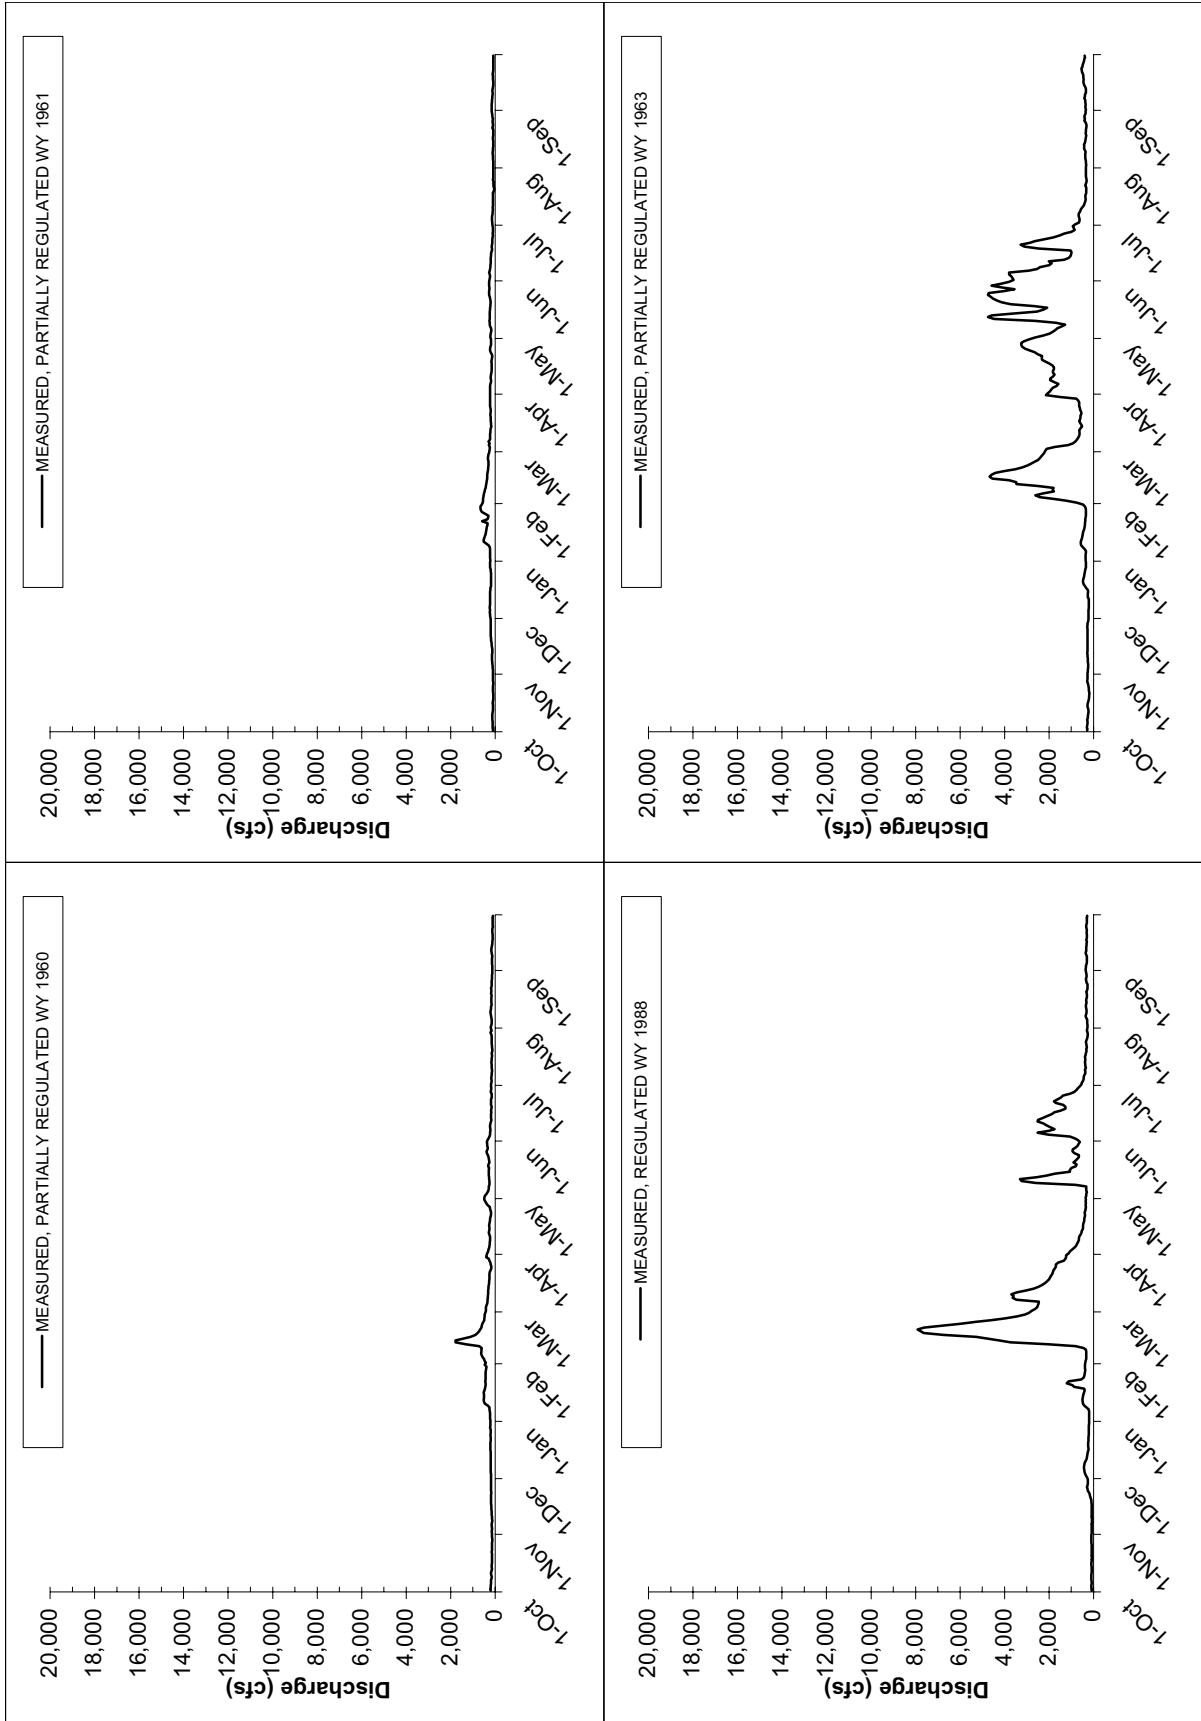 MEASURED, PARTIALLY REGULATED WY 1960
Discharge (cfs)
20,000
18,000
16,000
14,000
12,000
10,000
8,000
6,000
4,000
2,000
0
1-Oct
1-Nov
1-Dec
1-Jan
1-Feb
1-Mar
1-Apr
1-May
1-Jun
1-Jul
1-Aug
1-Sep
MEASURED, PARTIALLY REGULATED WY 1961
Discharge (cfs)
20,000
18,000
16,000
14,000
12,000
10,000
8,000
6,000
4,000
2,000
0
1-Oct
1-Nov
1-Dec
1-Jan
1-Feb
1-Mar
1-Apr
1-May
1-Jun
1-Jul
1-Aug
1-Sep
MEASURED, REGULATED WY 1988
Discharge (cfs)
20,000
18,000
16,000
14,000
12,000
10,000
8,000
6,000
4,000
2,000
0
1-Oct
1-Nov
1-Dec
1-Jan
1-Feb
1-Mar
1-Apr
1-May
1-Jun
1-Jul
1-Aug
1-Sep
MEASURED, PARTIALLY REGULATED WY 1963
Discharge (cfs)
20,000
18,000
16,000
14,000
12,000
10,000
8,000
6,000
4,000
2,000
0
1-Oct
1-Nov
1-Dec
1-Jan
1-Feb
1-Mar
1-Apr
1-May
1-Jun
1-Jul
1-Aug
1-Sep